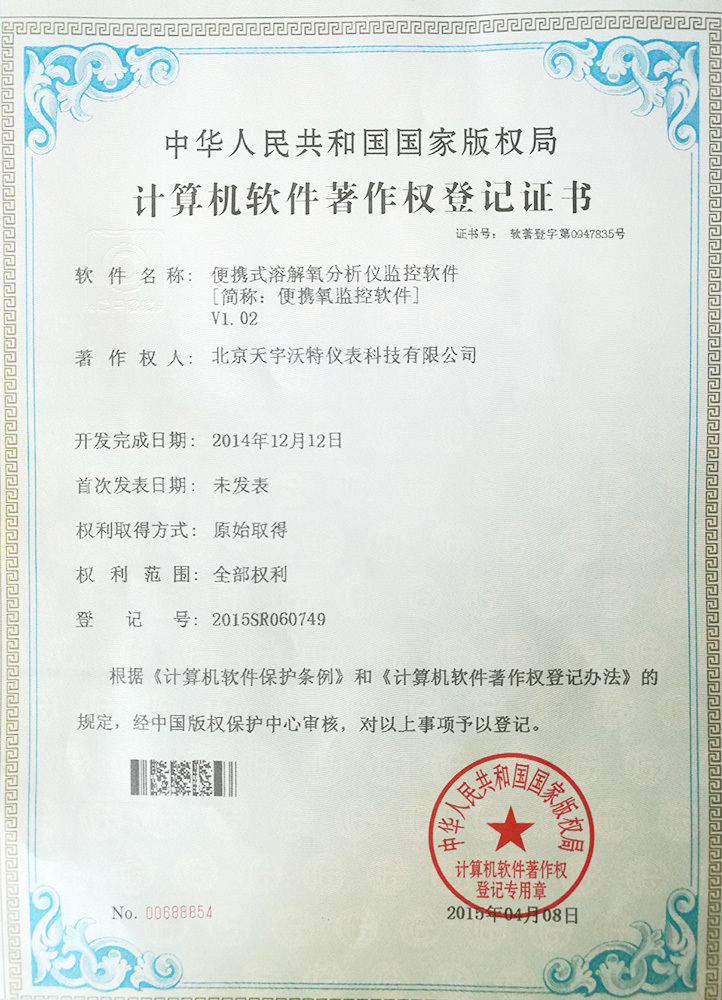 中华人民共和国国家版权局
计算机软件著作权登记证书
证书号： 软著登字第0947835号
软件名称： 便携式溶解氧分析仪监控软件
[简称：便携氧监控软件]
V1.02
著作权人： 北京天宇沃特仪表科技有限公司
开发完成日期： 2014年12月12日
首次发表日期： 未发表
权利取得方式： 原始取得
权利范围： 全部权利
登记号： 2015SR060749
根据《计算机软件保护条例》和《计算机软件著作权登记办法》的
规定，经中国版权保护中心审核，对以上事项予以登记。
中华人民共和国国家版权局
计算机软件著作权
登记专用章
No. 00688854
2015年04月08日